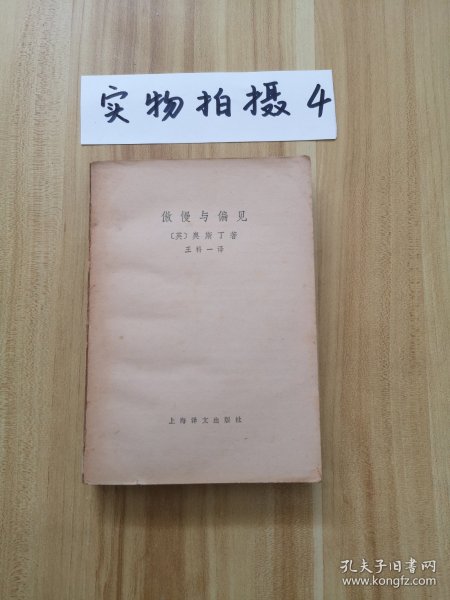 实物拍摄4
傲慢与偏见
〔英〕奥斯丁著
王科一译
上海译文出版社
孔夫子旧书网
www.kongfz.com